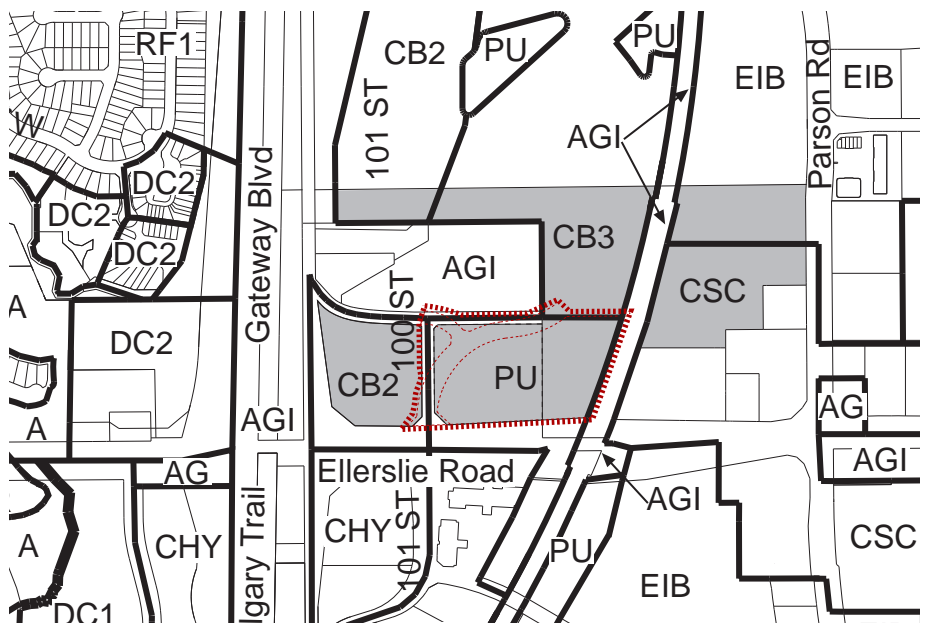 RF1
CB2
PU
PU
EIB
EIB
Parson Rd
W
101 ST
AGI
DC2
DC2
DC2
Gateway Blvd
CB3
AGI
CSC
A
100 ST
DC2
CB2
PU
AGI
A
AG
AG
Ellerslie Road
AGI
AGI
lgary Trail
CHY
CHY
101 ST
A
PU
CSC
EIB
DC1